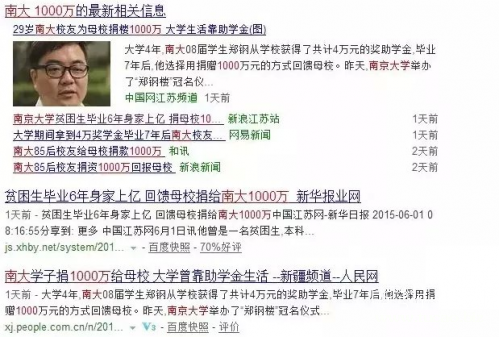 南大 1000万的最新相关信息
29岁南大校友为母校捐楼1000万 大学生活靠助学金(图)
大学4年,南大08届学生郑钢从学校获得了共计4万元的奖助学金,毕业
7年后,他选择用捐赠1000万元的方式回馈母校。昨天,南京大学举办
了“郑钢楼”冠名仪...
中国网江苏频道 1天前
南京大学贫困生毕业6年身家上亿 捐母校10... 新浪江苏站 1天前
大学期间拿到4万奖学金毕业7年后南大校友... 网易新闻 1天前
南大85后校友给母校捐款1000万 和讯 2天前
南大85后校友捐资1000万回报母校 新浪新闻 2天前
贫困生毕业6年身家上亿 回馈母校捐给南大1000万_新华报业网
1天前 - 贫困生毕业6年身家上亿 回馈母校捐给南大1000万中国江苏网-新华日报 2015-06-01 0
8:16:55分享到: 更多 中国江苏网6月1日讯他曾是一名贫困生,本科...
js.xhby.net/system/201... - 百度快照 - 70%好评
南大学子捐1000万给母校 大学曾靠助学金生活 --新疆频道--人民网
1天前 - 大学4年,南大08届学生郑钢从学校获得了共计4万元的奖助学金,毕业7年后,他选择用捐
赠1000万元的方式回馈母校。昨天,南京大学举办了“郑钢楼”冠名仪式...
xj.people.com.cn/n/201... V3 - 百度快照 - 评价